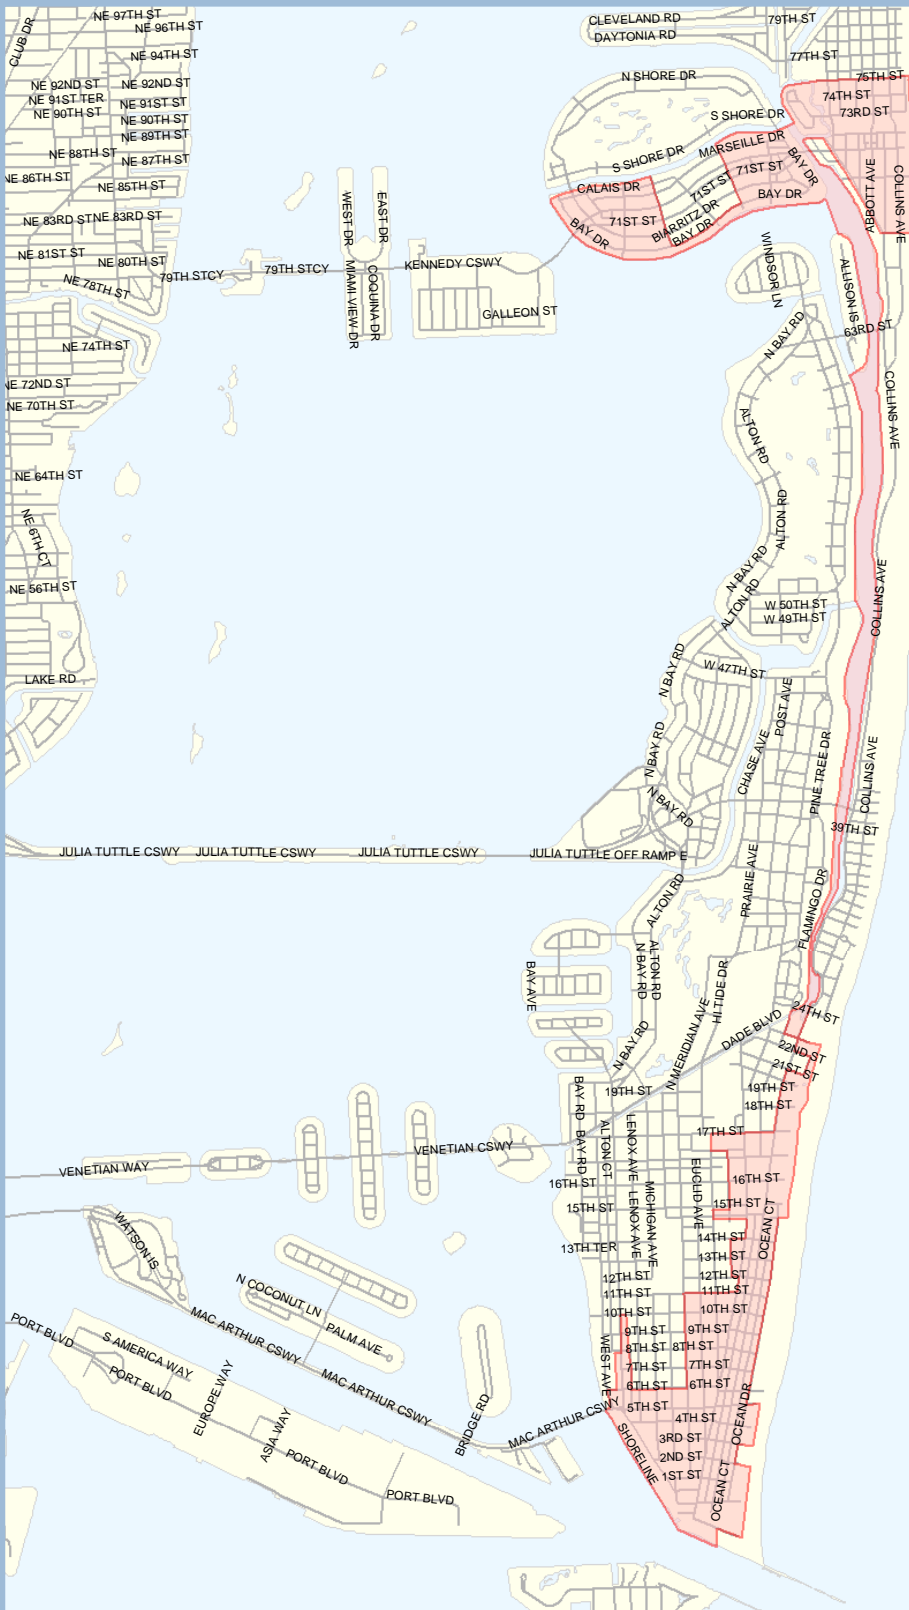 NE 97TH ST
CLEVELAND RD
79TH ST
CLUB DR
NE 96TH ST
DAYTONIA RD
NE 94TH ST
77TH ST
NE 92ND ST
NE 92ND ST
N SHORE DR
75TH ST
NE 91ST TER
NE 91ST ST
74TH ST
NE 90TH ST
NE 90TH ST
S SHORE DR
73RD ST
NE 89TH ST
MARSEILLE DR
NE 88TH ST
NE 87TH ST
S SHORE DR
71ST ST
BAY DR
NE 86TH ST
NE 85TH ST
CALAIS DR
71ST ST
BAY DR
ABBOTT AVE
COLLINS AVE
NE 83RD ST
NE 83RD ST
WEST DR
EAST DR
71ST ST
BIARRITZ DR
BAY DR
BAY DR
NE 81ST ST
NE 80TH ST
79TH STCY
79TH STCY
KENNEDY CSWY
WINDSOR LN
ALLISON IS
NE 78TH ST
MIAMI VIEW DR
COQUINA DR
GALLEON ST
63RD ST
N BAY RD
NE 74TH ST
NE 72ND ST
NE 70TH ST
COLLINS AVE
ALTON RD
NE 64TH ST
NE 6TH CT
ALTON RD
NE 56TH ST
N BAY RD
ALTON RD
W 50TH ST
W 49TH ST
COLLINS AVE
LAKE RD
N BAY RD
W 47TH ST
POST AVE
N BAY RD
CHASE AVE
PINE TREE DR
COLLINS AVE
N BAY RD
39TH ST
JULIA TUTTLE CSWY
JULIA TUTTLE CSWY
JULIA TUTTLE CSWY
JULIA TUTTLE OFF RAMP E
PRAIRIE AVE
ALTON RD
FLAMINGO DR
BAY AVE
N BAY RD
ALTON RD
HI TIDE DR
24TH ST
N BAY RD
N MERIDIAN AVE
DADE BLVD
22ND ST
21ST ST
BAY RD
19TH ST
19TH ST
18TH ST
VENETIAN CSWY
BAY RD
ALTON CT
LENOX AVE
17TH ST
VENETIAN WAY
16TH ST
EUCLID AVE
16TH ST
15TH ST
LENOX AVE
MICHIGAN AVE
15TH ST
OCEAN CT
WATSON IS
13TH TER
14TH ST
13TH ST
N COCONUT LN
12TH ST
12TH ST
11TH ST
11TH ST
10TH ST
10TH ST
PORT BLVD
MAC ARTHUR CSWY
PALM AVE
9TH ST
9TH ST
S AMERICA WAY
WEST AVE
8TH ST
8TH ST
7TH ST
7TH ST
PORT BLVD
MAC ARTHUR CSWY
6TH ST
6TH ST
EUROPE WAY
ASIA WAY
BRIDGE RD
MAC ARTHUR CSWY
5TH ST
4TH ST
OCEAN DR
PORT BLVD
SHORELINE
3RD ST
2ND ST
1ST ST
PORT BLVD
OCEAN CT